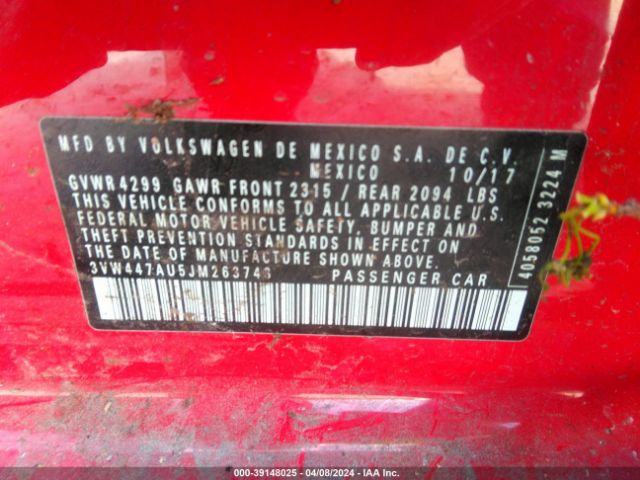 MFD BY VOLKSWAGEN DE MEXICO S.A. DE C.V.
MEXICO 10/17
GVWR 4299 GAWR FRONT 2315 / REAR 2094 LBS
THIS VEHICLE CONFORMS TO ALL APPLICABLE U.S.
FEDERAL MOTOR VEHICLE SAFETY, BUMPER AND
THEFT PREVENTION STANDARDS IN EFFECT ON
THE DATE OF MANUFACTURE SHOWN ABOVE.
PASSENGER CAR
4058052 3224 M
000-39148025 - 04/08/2024 - IAA Inc.